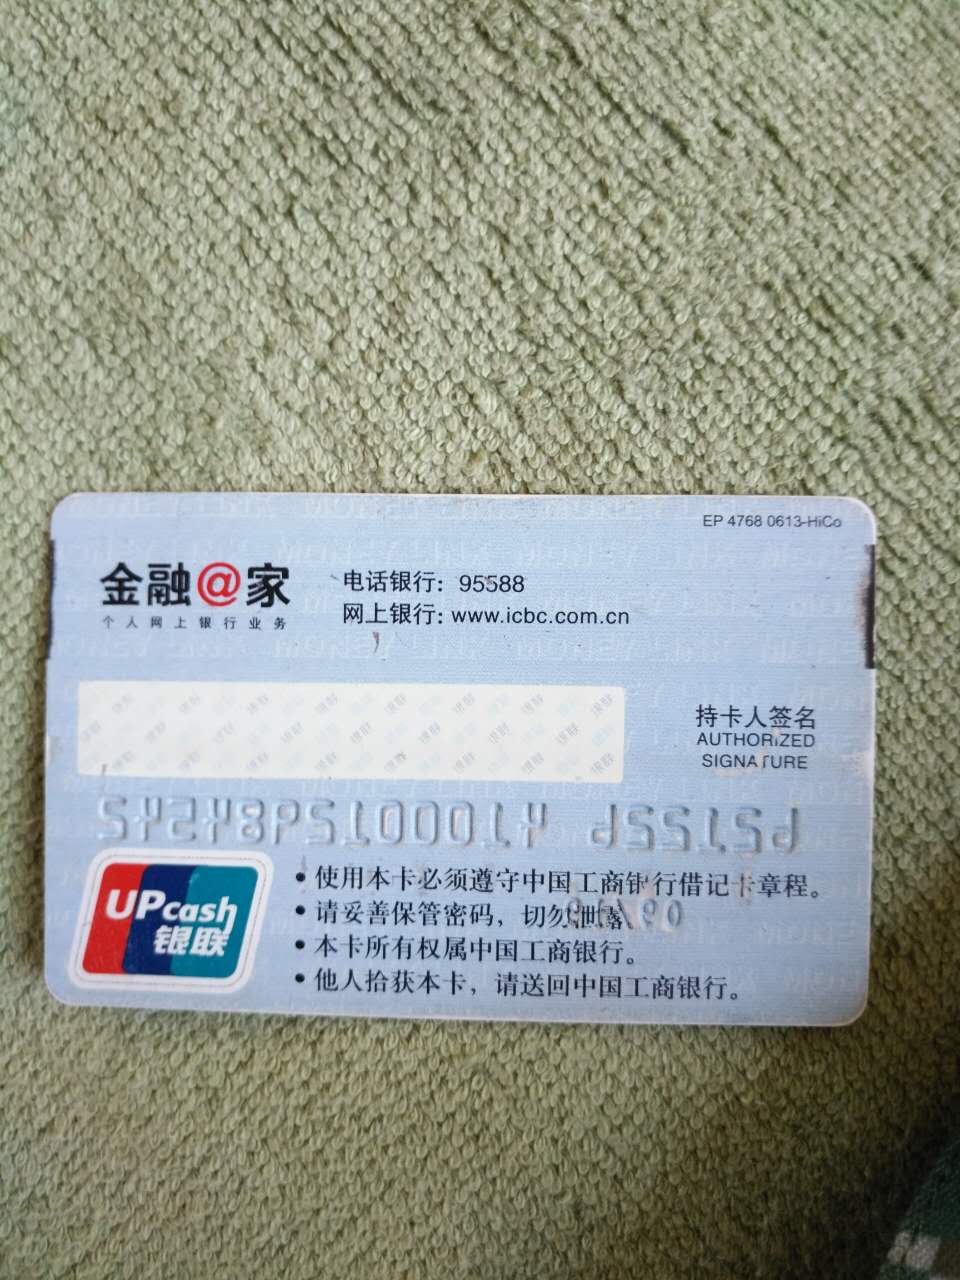 EP 4768 0613-HiCo
金融@家
个人网上银行业务
电话银行: 95588
网上银行: www.icbc.com.cn
持卡人签名
AUTHORIZED
SIGNATURE
UPcash
银联
• 使用本卡必须遵守中国工商银行借记卡章程。
• 请妥善保管密码，切勿泄露。
• 本卡所有权属中国工商银行。
• 他人拾获本卡，请送回中国工商银行。